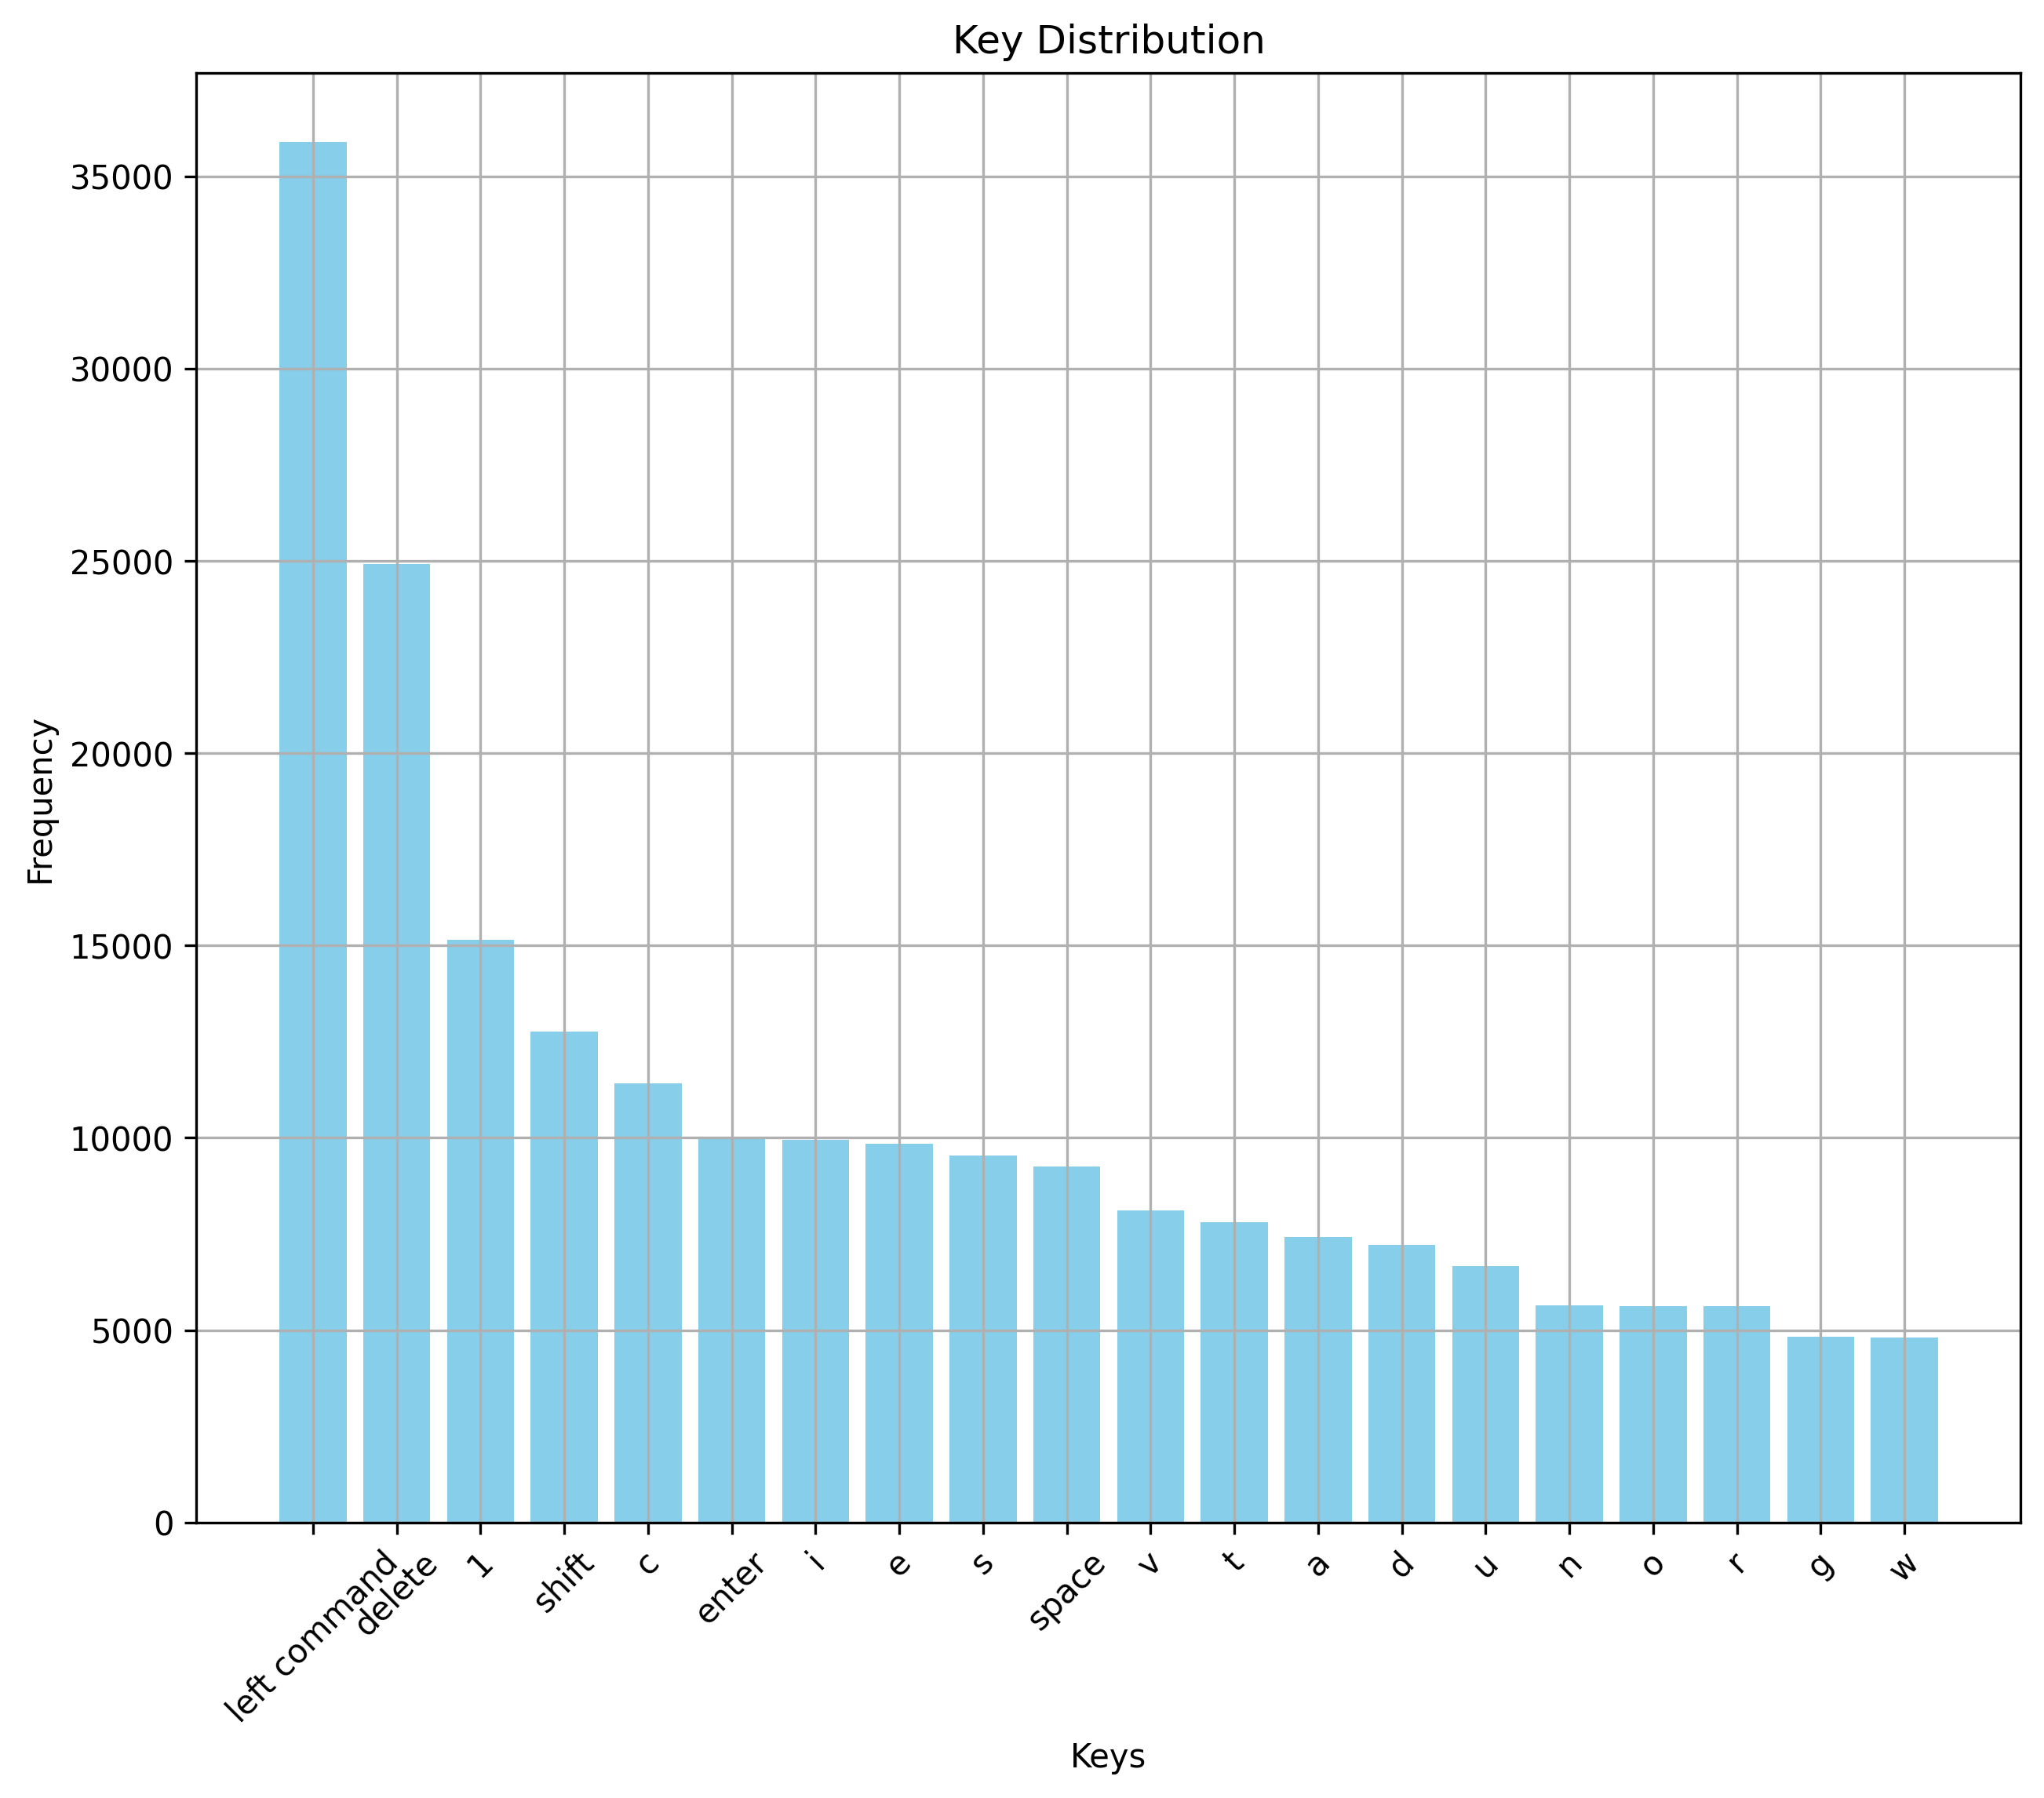 Key Distribution
Frequency
35000
30000
25000
20000
15000
10000
5000
0
left command
delete
1
shift
c
enter
i
e
s
space
v
t
a
d
u
n
o
r
g
w
Keys